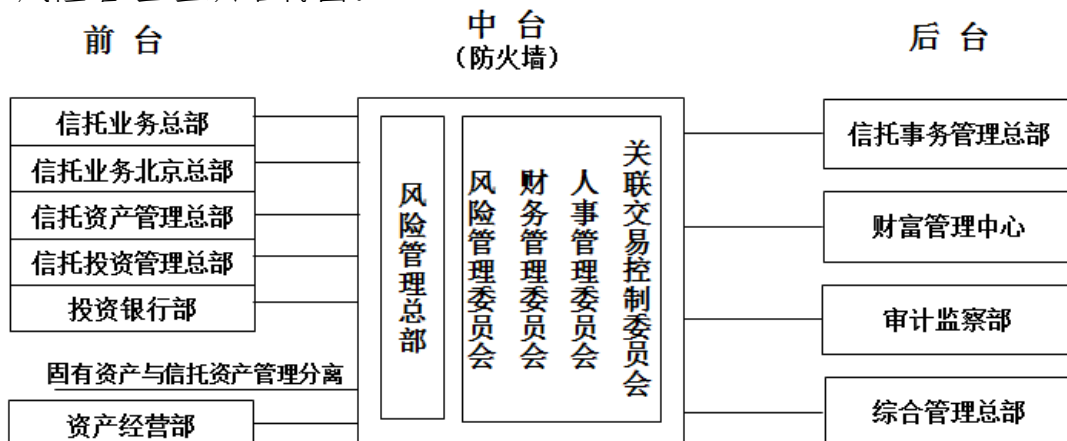 前 台
中 台
(防火墙)
后 台
信托业务总部
信托业务北京总部
信托资产管理总部
信托投资管理总部
投资银行部
固有资产与信托资产管理分离
资产经营部
风险管理总部
风险管理委员会
财务管理委员会
人事管理委员会
关联交易控制委员会
信托事务管理总部
财富管理中心
审计监察部
综合管理总部